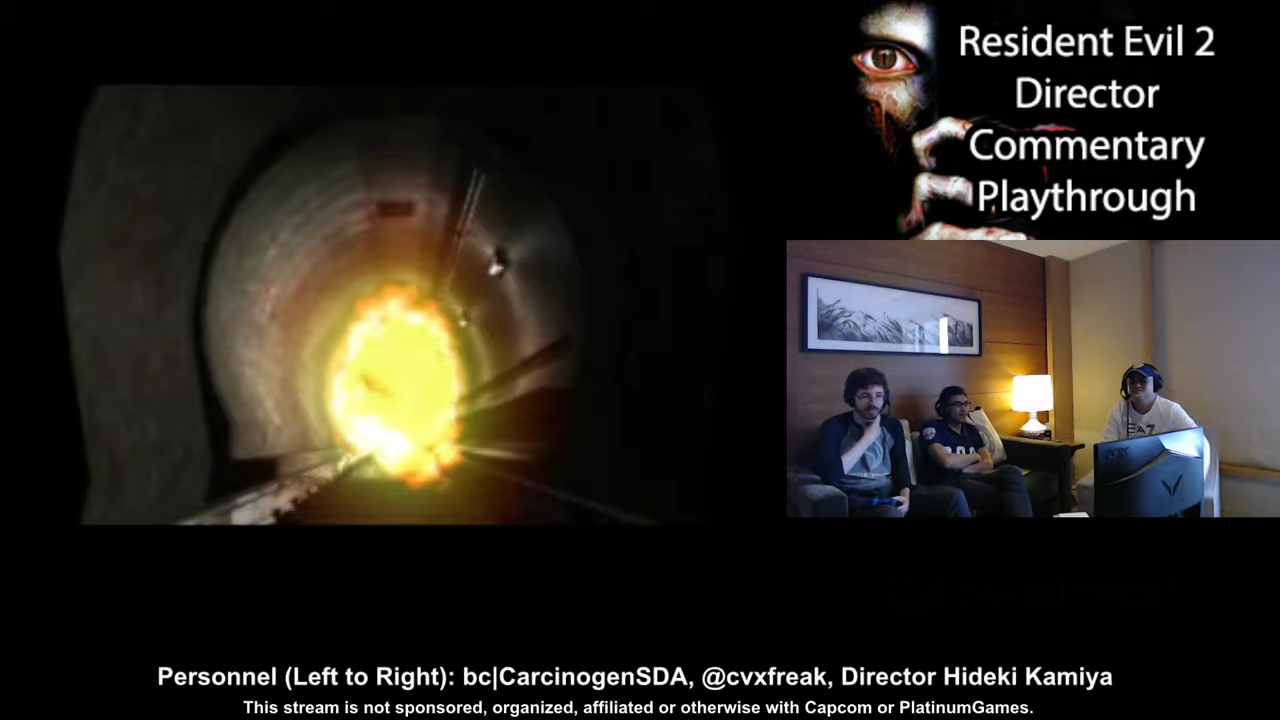 Resident Evil 2
Director
Commentary
Playthrough
Personnel (Left to Right): bc|CarcinogenSDA, @cvxfreak, Director Hideki Kamiya
This stream is not sponsored, organized, affiliated or otherwise with Capcom or PlatinumGames.